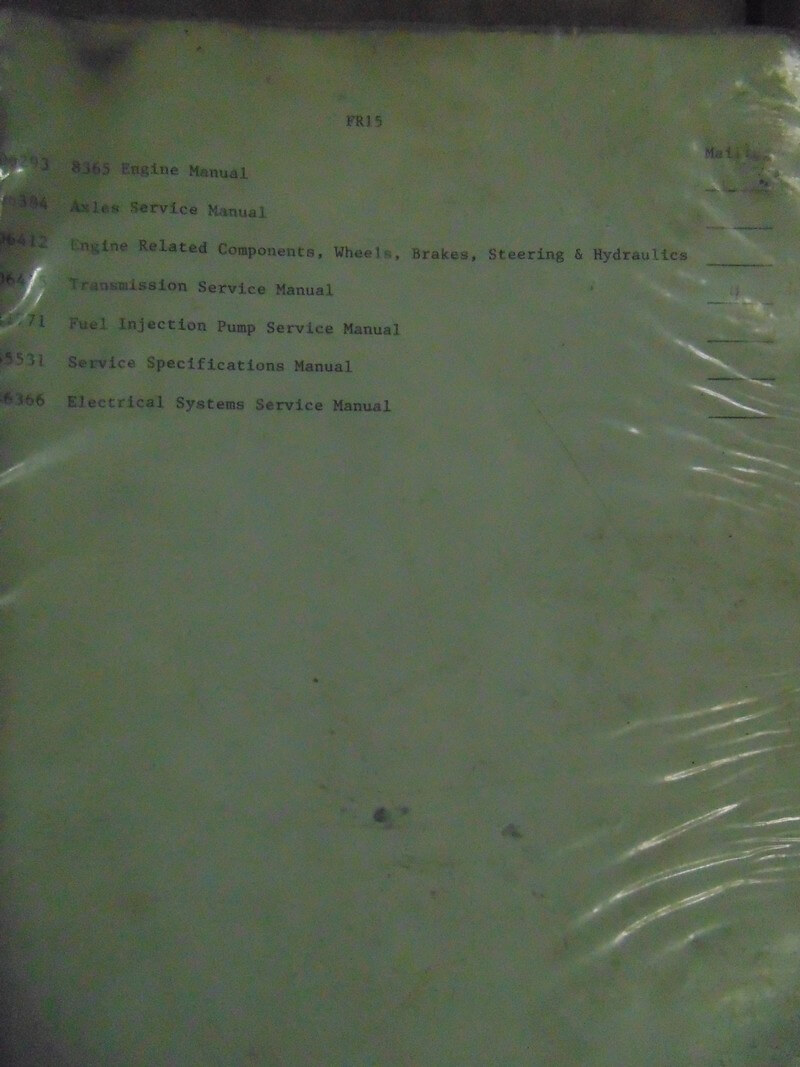 FR15
8365 Engine Manual
Axles Service Manual
Engine Related Components, Wheels, Brakes, Steering & Hydraulics
Transmission Service Manual
Fuel Injection Pump Service Manual
Service Specifications Manual
Electrical Systems Service Manual